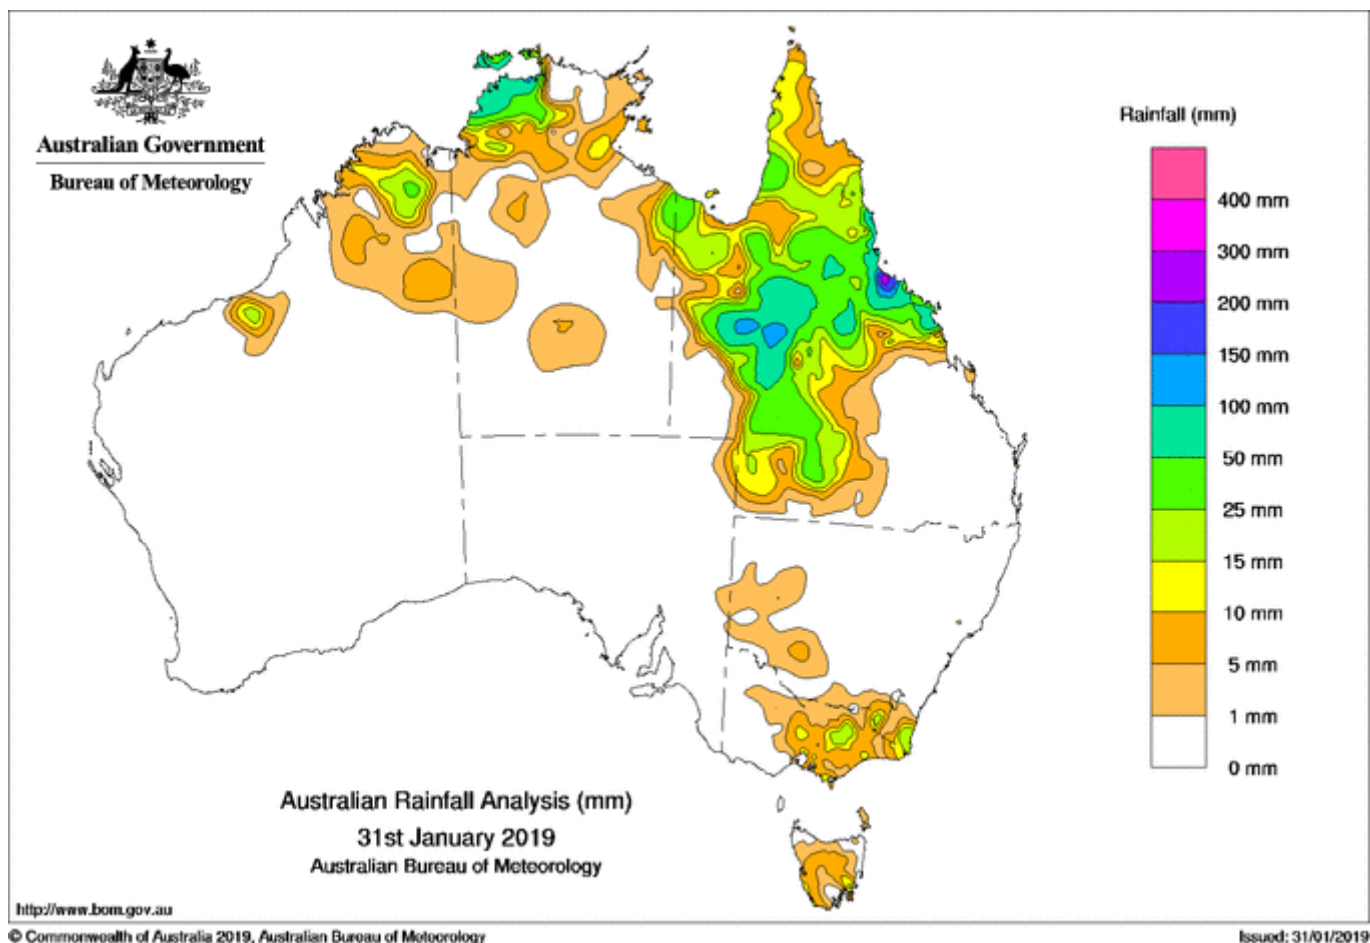 Australian Government
Bureau of Meteorology
Rainfall (mm)
400 mm
300 mm
200 mm
150 mm
100 mm
50 mm
25 mm
15 mm
10 mm
5 mm
1 mm
0 mm
Australian Rainfall Analysis (mm)
31st January 2019
Australian Bureau of Meteorology
http://www.bom.gov.au
© Commonwealth of Australia 2019, Australian Bureau of Meteorology
Issued: 31/01/2019